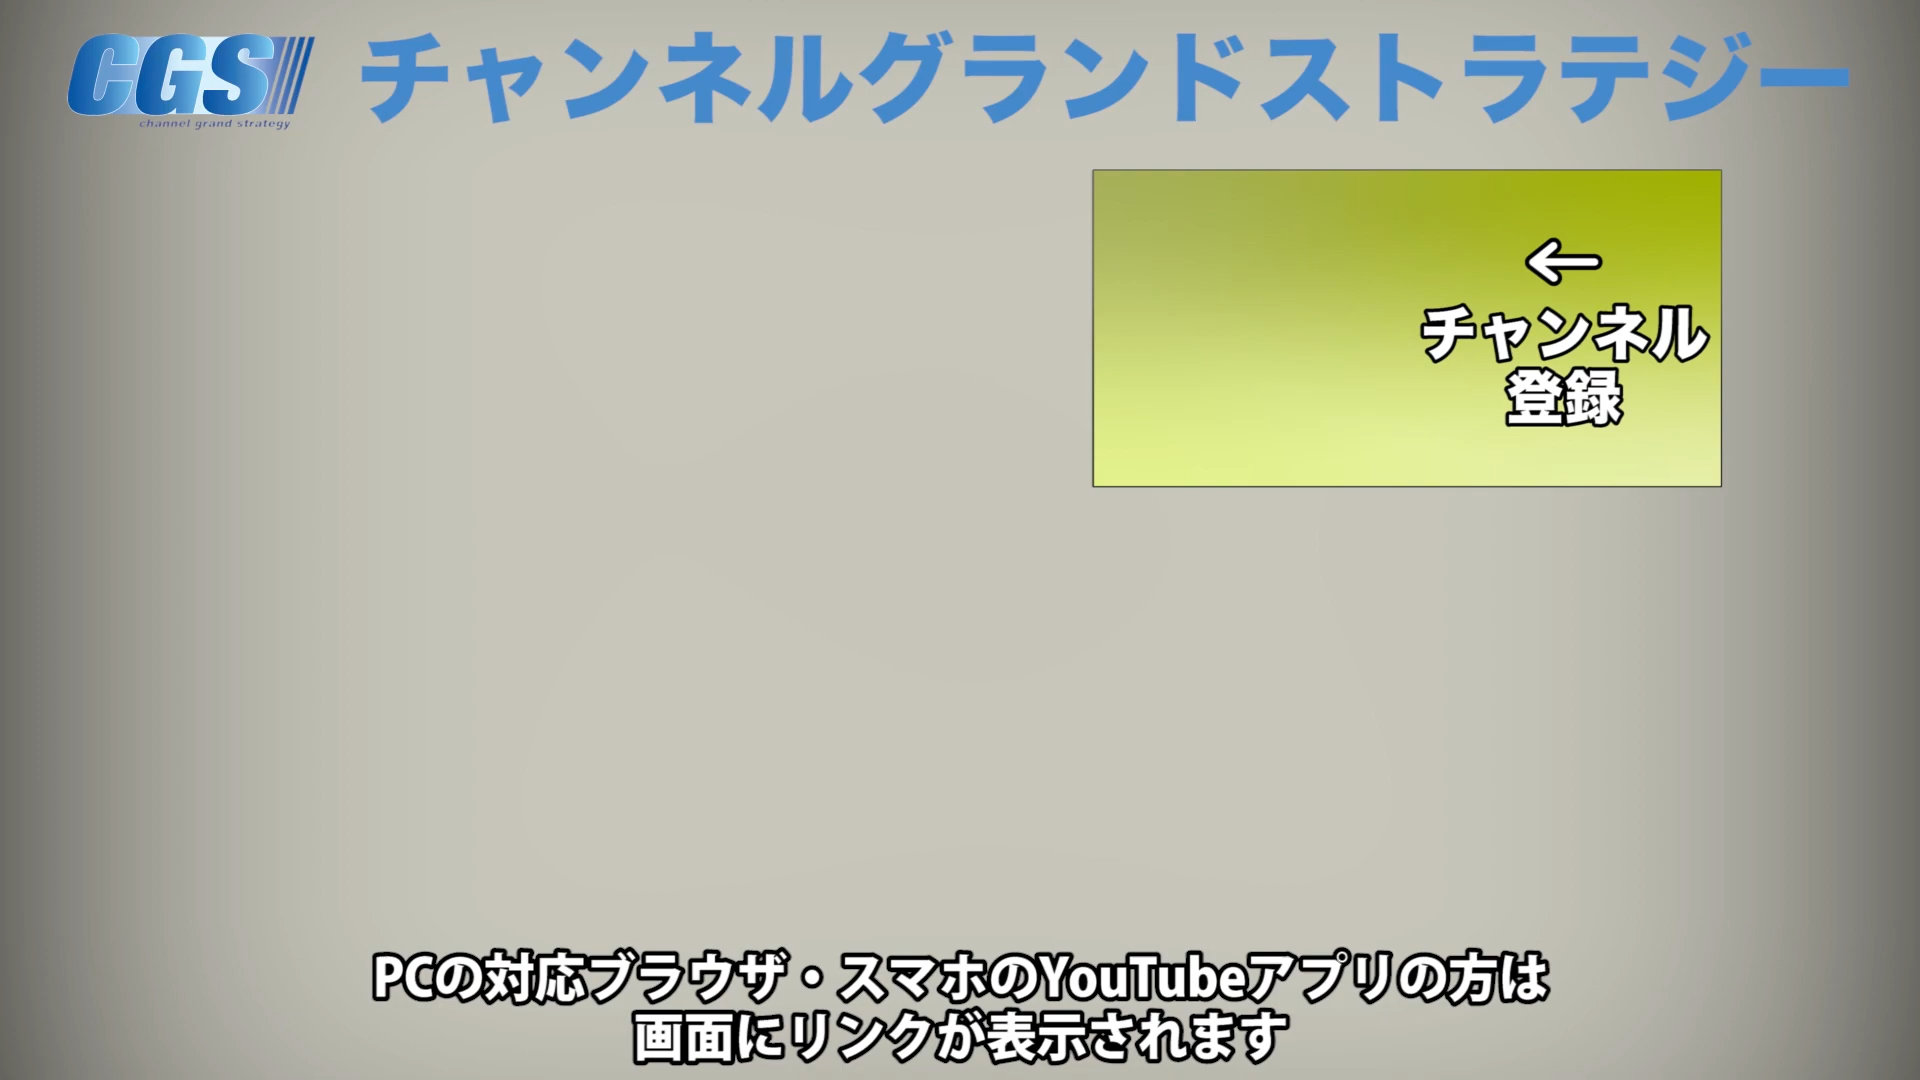 CGS
channel grand strategy
チャンネルグランドストラテジー
←
チャンネル
登録
PCの対応ブラウザ・スマホのYouTubeアプリの方は
画面にリンクが表示されます